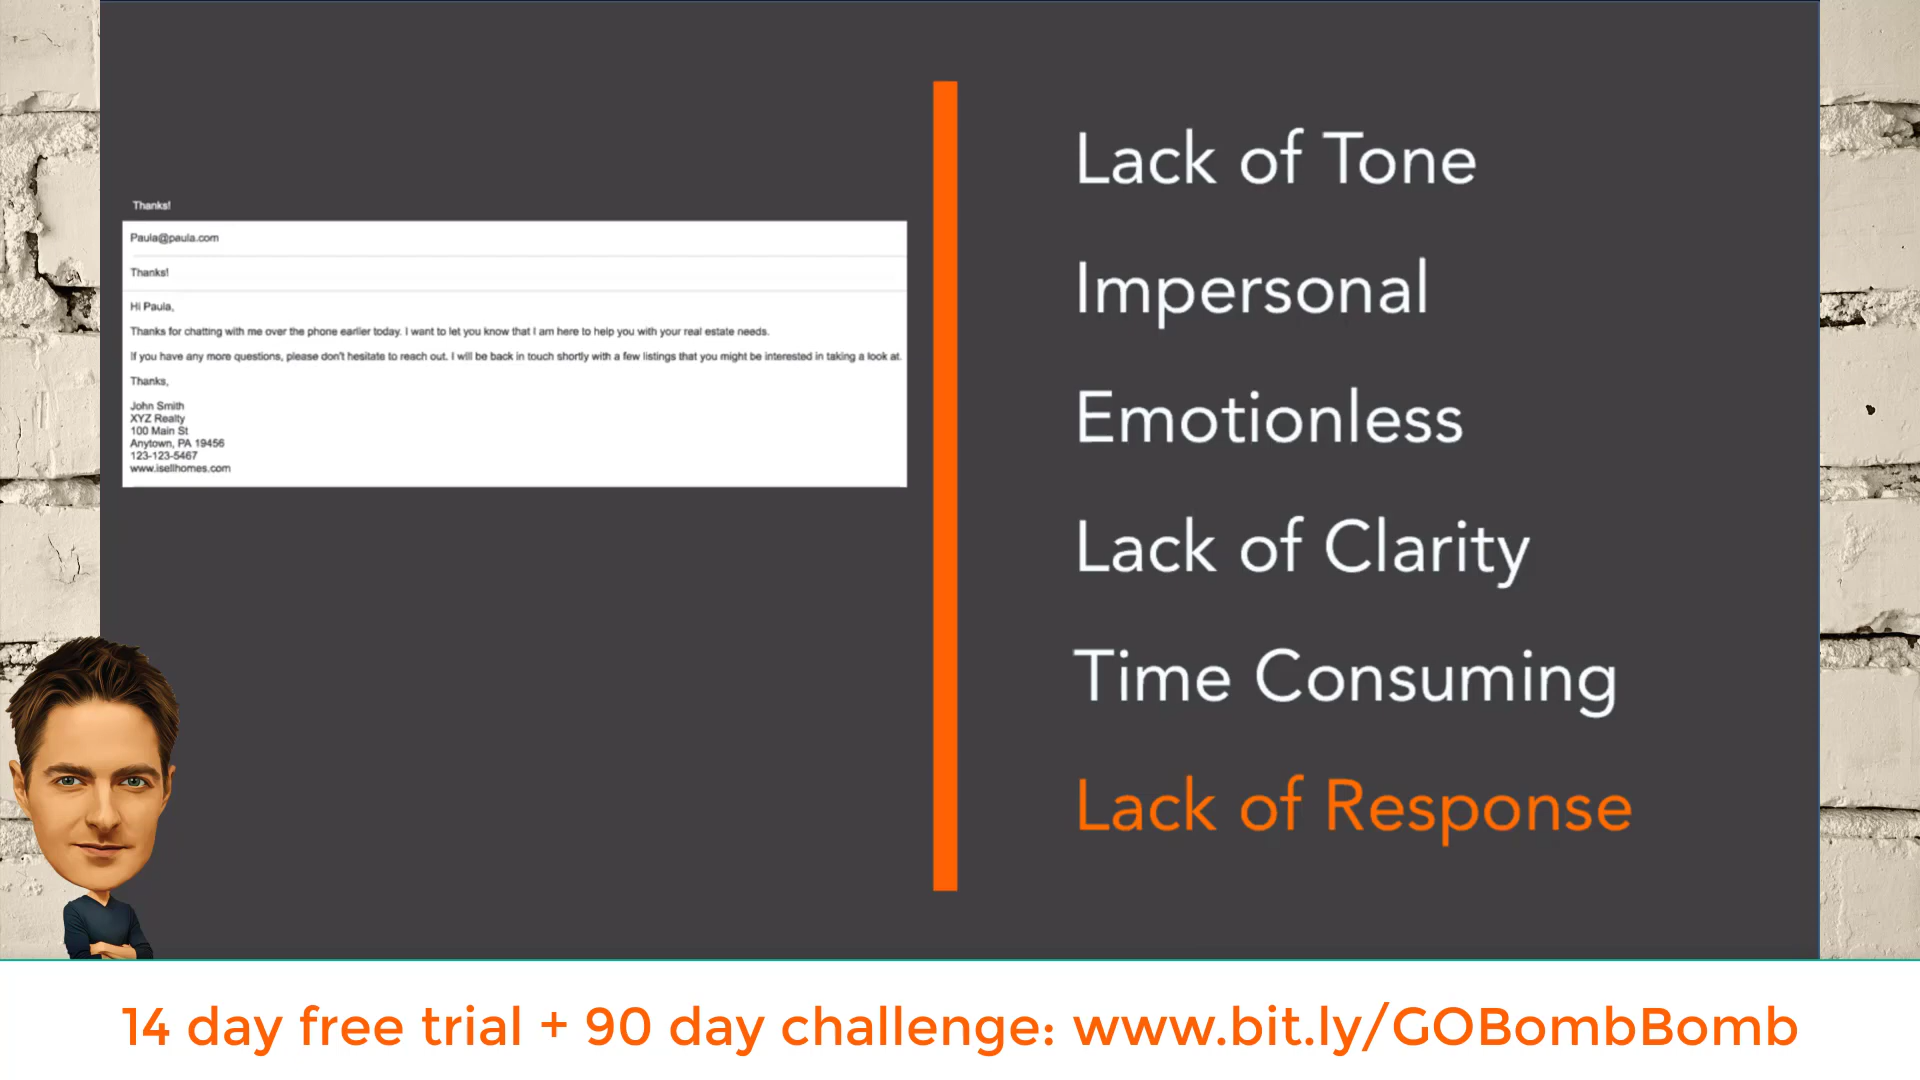 Thanks!
Paula@paula.com
Thanks!
Hi Paula,
Thanks for chatting with me over the phone earlier today. I want to let you know that I am here to help you with your real estate needs.
If you have any more questions, please don't hesitate to reach out. I will be back in touch shortly with a few listings that you might be interested in taking a look at.
Thanks,
John Smith
XYZ Realty
100 Main St
Anytown, PA 19456
123-123-5467
www.isellhomes.com
Lack of Tone
Impersonal
Emotionless
Lack of Clarity
Time Consuming
Lack of Response
14 day free trial + 90 day challenge: www.bit.ly/GOBombBomb